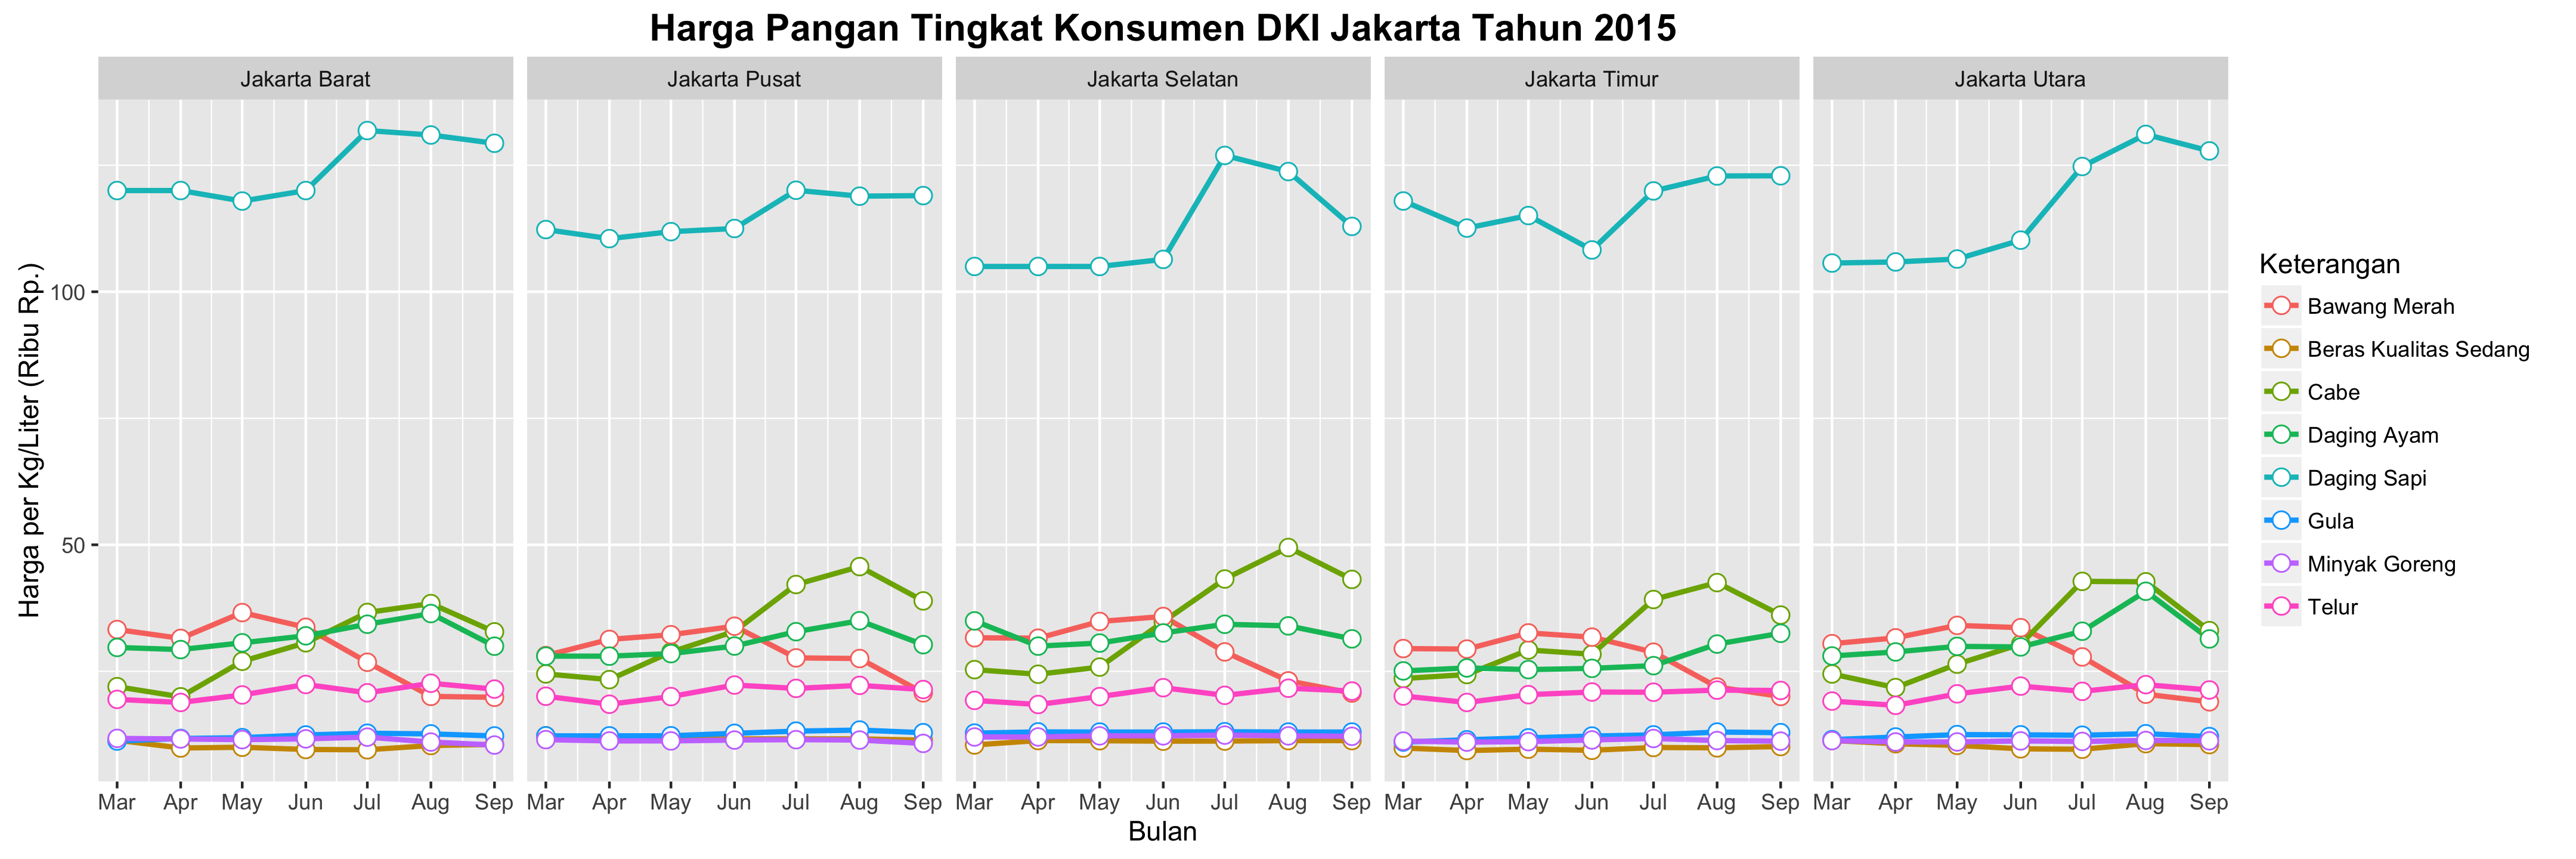 Harga Pangan Tingkat Konsumen DKI Jakarta Tahun 2015
Jakarta Barat
Jakarta Pusat
Jakarta Selatan
Jakarta Timur
Jakarta Utara
Harga per Kg/Liter (Ribu Rp.)
100
50
Mar Apr May Jun Jul Aug Sep
Mar Apr May Jun Jul Aug Sep
Mar Apr May Jun Jul Aug Sep
Mar Apr May Jun Jul Aug Sep
Mar Apr May Jun Jul Aug Sep
Bulan
Keterangan
Bawang Merah
Beras Kualitas Sedang
Cabe
Daging Ayam
Daging Sapi
Gula
Minyak Goreng
Telur